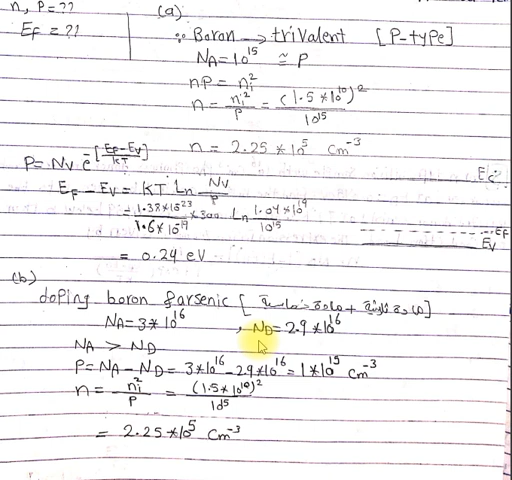 n, P=??
EF = ??
(a)
∵ Boron → trivalent [P-type]
NA=10^15 ≅ P
nP = ni^2
n = ni^2/P = (1.5*10^10)^2/10^15
n = 2.25*10^5 cm^-3
P= Nv e^-[EF-Ev/KT]
EF - Ev = KT Ln Nv/P
= 1.38*10^-23/1.6*10^-19 *300 Ln 1.04*10^19/10^15
= 0.24 eV
EF
Ev
(b)
doping boron & arsenic [مادة ثلاثية + مادة خماسية]
NA=3*10^16 , ND=2.9*10^16
NA > ND
P= NA - ND= 3*10^16-2.9*10^16= 1*10^15 cm^-3
n= ni^2/P = (1.5*10^10)^2/10^15
= 2.25*10^5 cm^-3